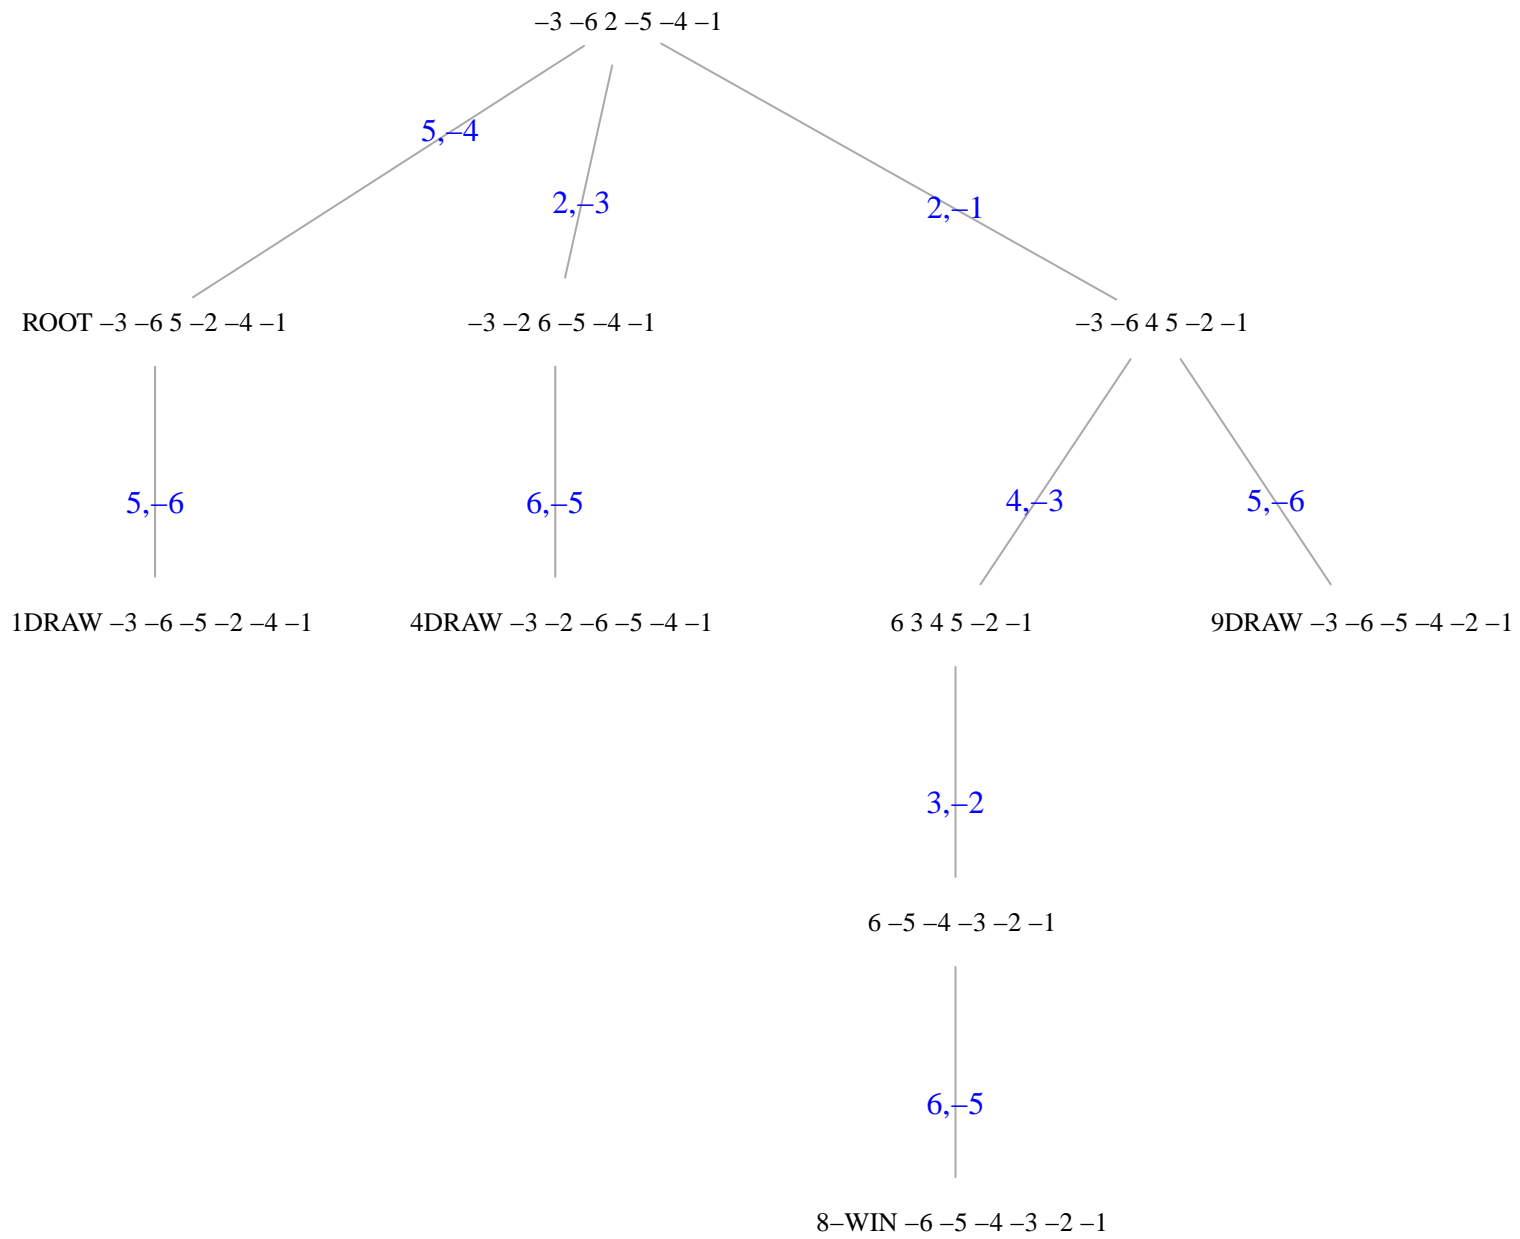 –3 –6 2 –5 –4 –1
5,–4
2,–3
2,–1
ROOT –3 –6 5 –2 –4 –1
–3 –2 6 –5 –4 –1
–3 –6 4 5 –2 –1
5,–6
6,–5
4,–3
5,–6
1DRAW –3 –6 –5 –2 –4 –1
4DRAW –3 –2 –6 –5 –4 –1
6 3 4 5 –2 –1
9DRAW –3 –6 –5 –4 –2 –1
3,–2
6 –5 –4 –3 –2 –1
6,–5
8–WIN –6 –5 –4 –3 –2 –1